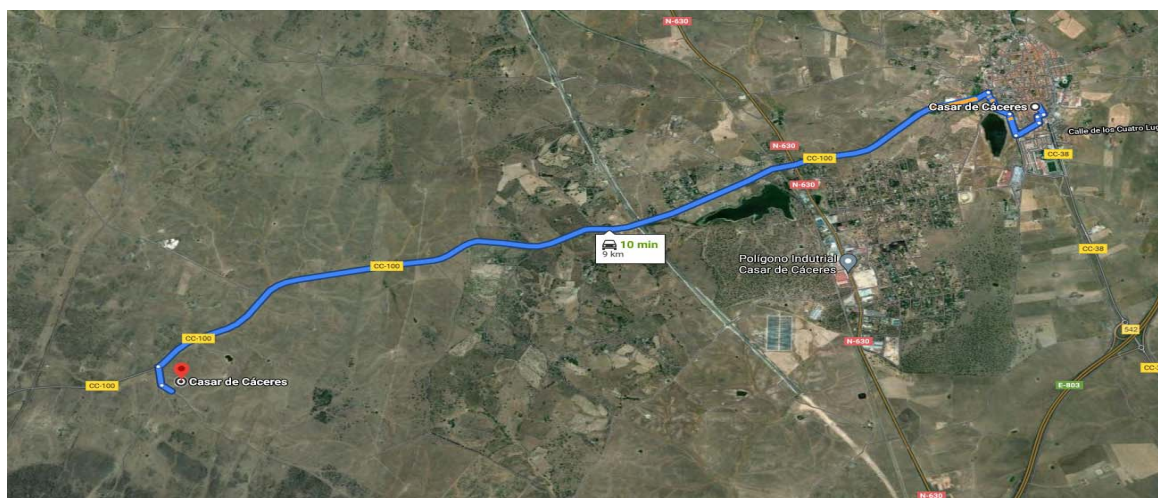 N-630
Casar de Cáceres
Calle de los Cuatro Lug
N-630
CC-100
CC-38
N-630
CC-38
10 min
9 km
Polígono Indutrial
Casar de Cáceres
CC-100
542
CC-100
N-630
CC-3
CC-100
Casar de Cáceres
E-803
N-630